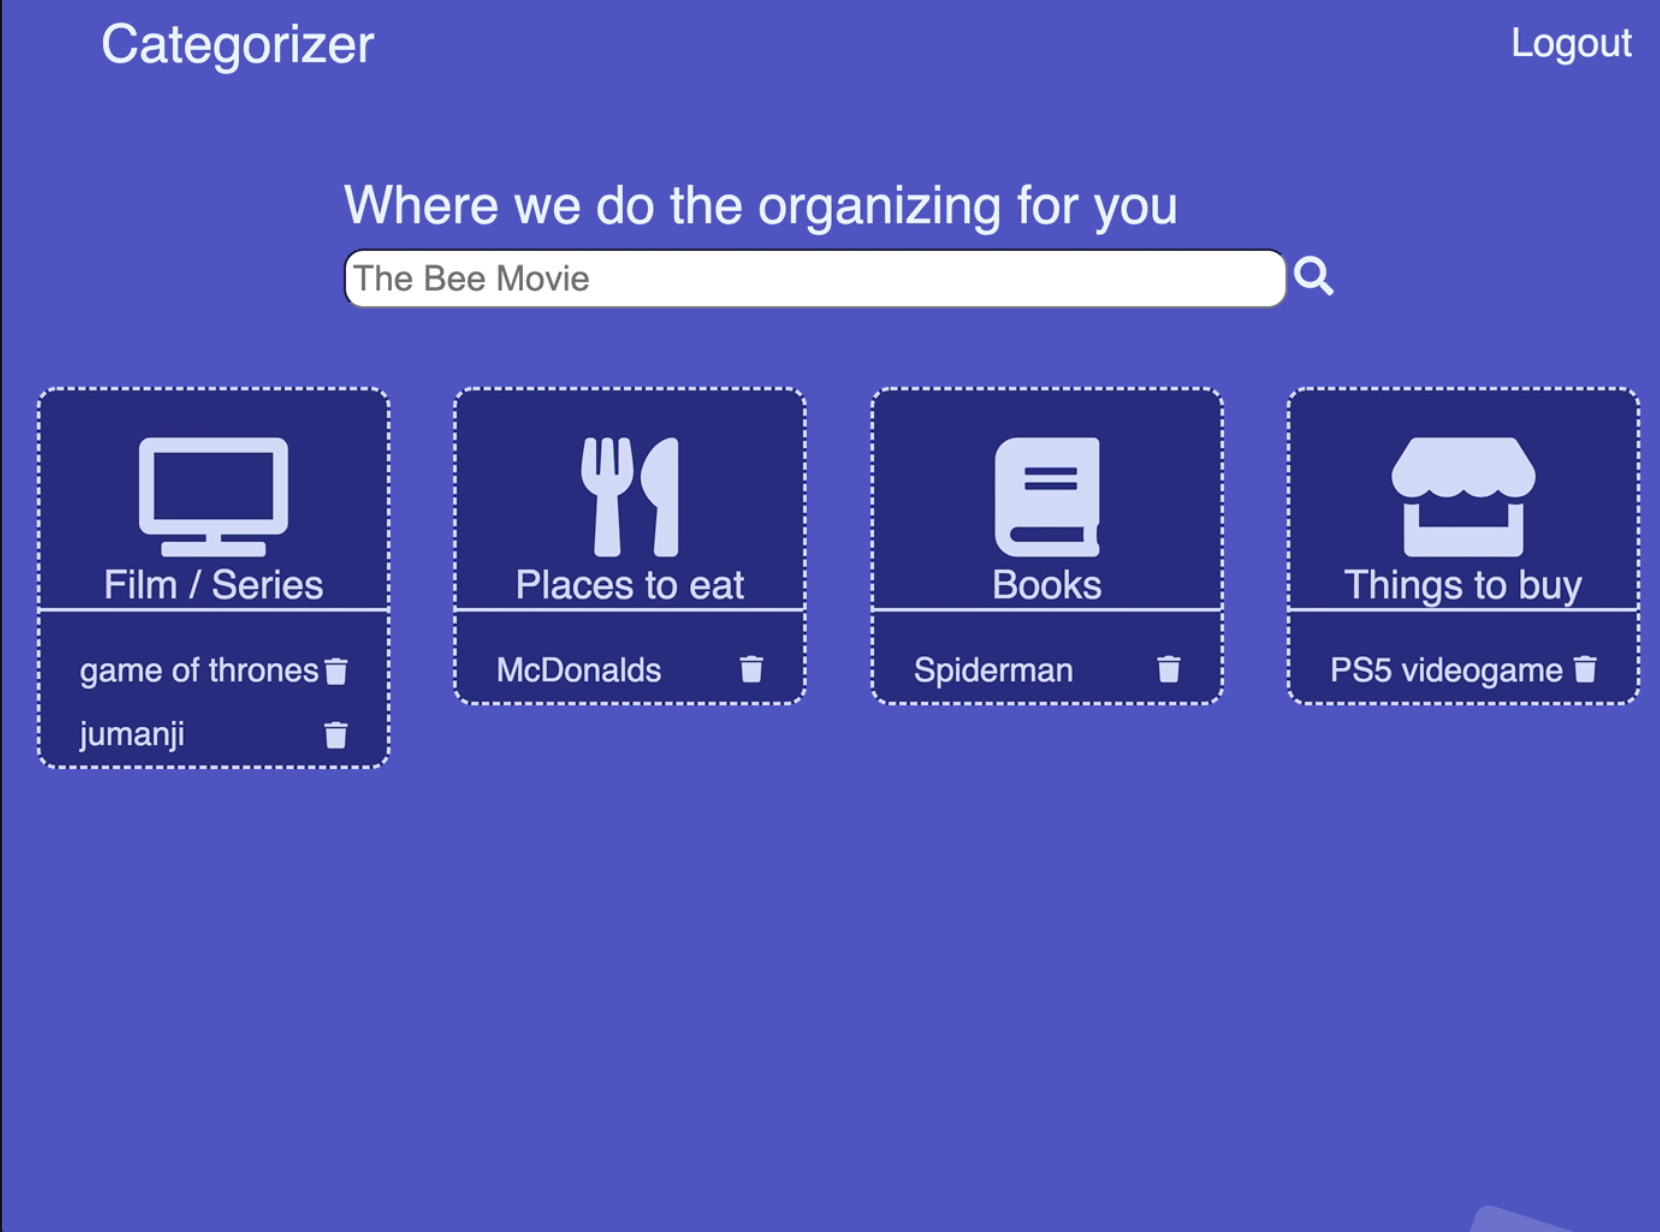 Categorizer
Logout
Where we do the organizing for you
The Bee Movie
Film / Series
game of thrones
jumanji
Places to eat
McDonalds
Books
Spiderman
Things to buy
PS5 videogame